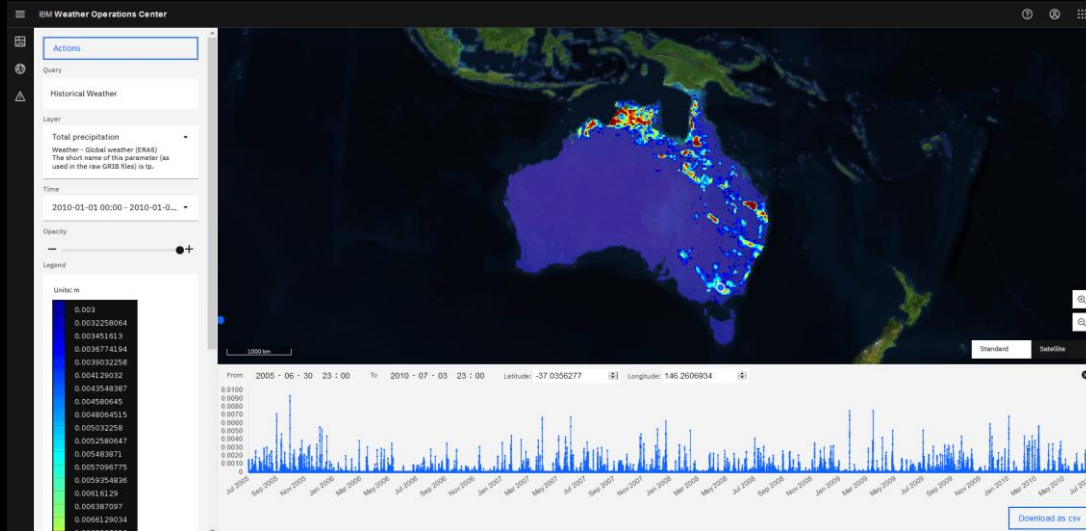 IBM Weather Operations Center
Actions
Query
Historical Weather
Layer
Total precipitation
Weather - Global weather (ERA5)
The short name of this parameter (as
used in the raw GRIB files) is tp.
Time
2010-01-01 00:00 - 2010-01-0...
Opacity
Legend
Units: m
0.003
0.0032258064
0.003451613
0.0036774194
0.0039032258
0.004129032
0.0043548387
0.004580645
0.0048064515
0.005032258
0.0052580647
0.005483871
0.0057096775
0.0059354836
0.00616129
0.006387097
0.0066129034
1000 km
Standard
Satellite
From 2005 - 06 - 30 23 : 00 To 2010 - 07 - 03 23 : 00 Latitude: -37.0356277 Longitude: 146.2606934
0.0100
0.0090
0.0080
0.0070
0.0060
0.0050
0.0040
0.0030
0.0020
0.0010
0
Jul 2005 Sep 2005 Nov 2005 Jan 2006 Mar 2006 May 2006 Jul 2006 Sep 2006 Nov 2006 Jan 2007 Mar 2007 May 2007 Jul 2007 Sep 2007 Nov 2007 Jan 2008 Mar 2008 May 2008 Jul 2008 Sep 2008 Nov 2008 Jan 2009 Mar 2009 May 2009 Jul 2009 Sep 2009 Nov 2009 Jan 2010 Mar 2010 May 2010
Download as csv